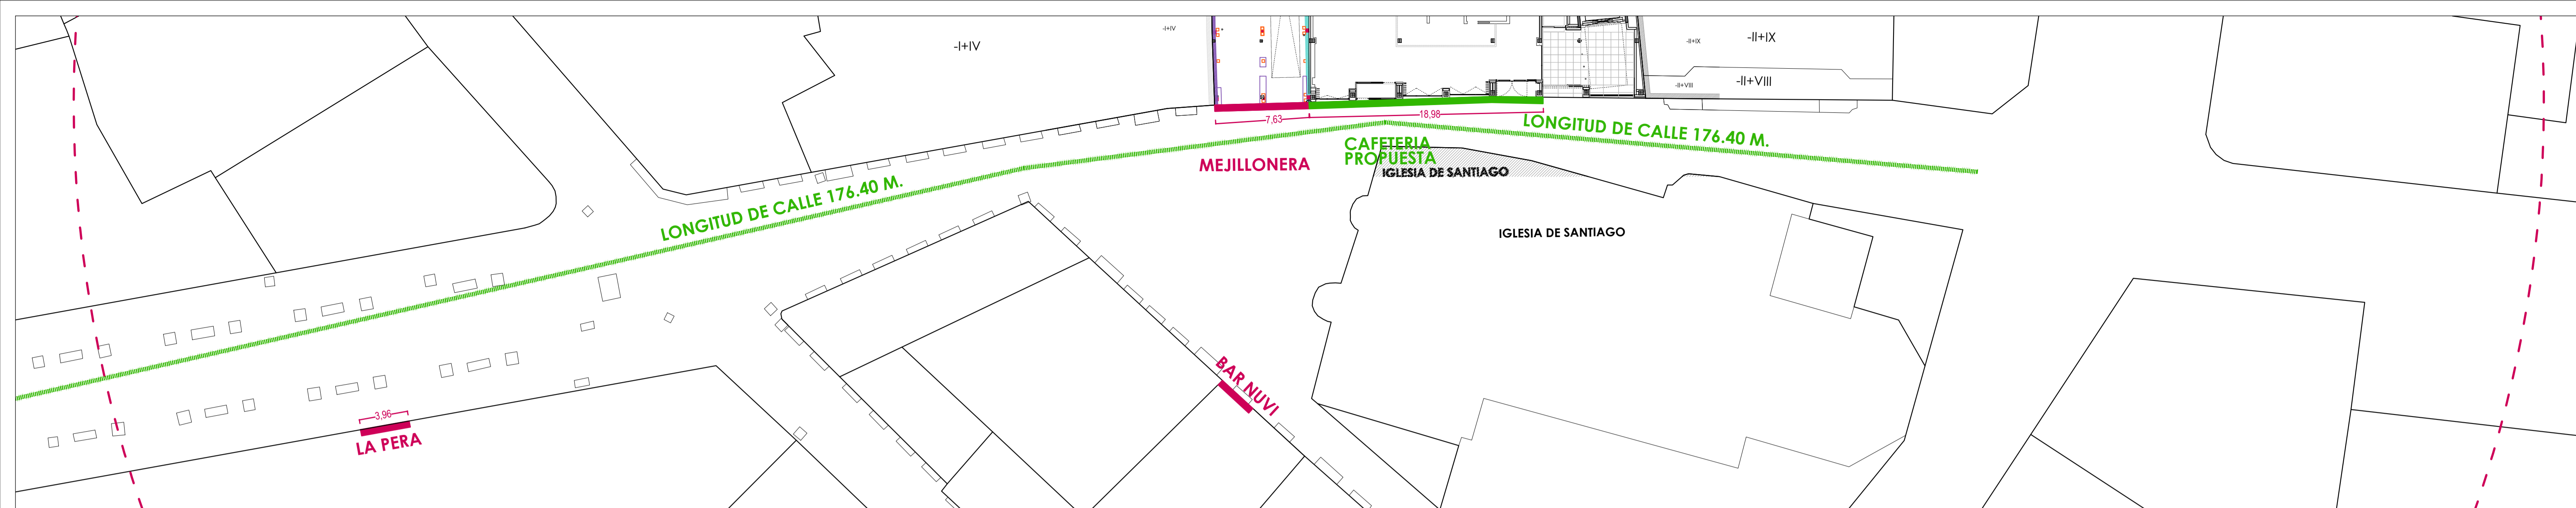 -I+IV
-I+IV
-II+IX
-II+IX
-II+VIII
-II+VIII
7,63
18,98
LONGITUD DE CALLE 176.40 M.
CAFETERIA
PROPUESTA
MEJILLONERA
IGLESIA DE SANTIAGO
LONGITUD DE CALLE 176.40 M.
IGLESIA DE SANTIAGO
BAR NUVI
3,96
LA PERA